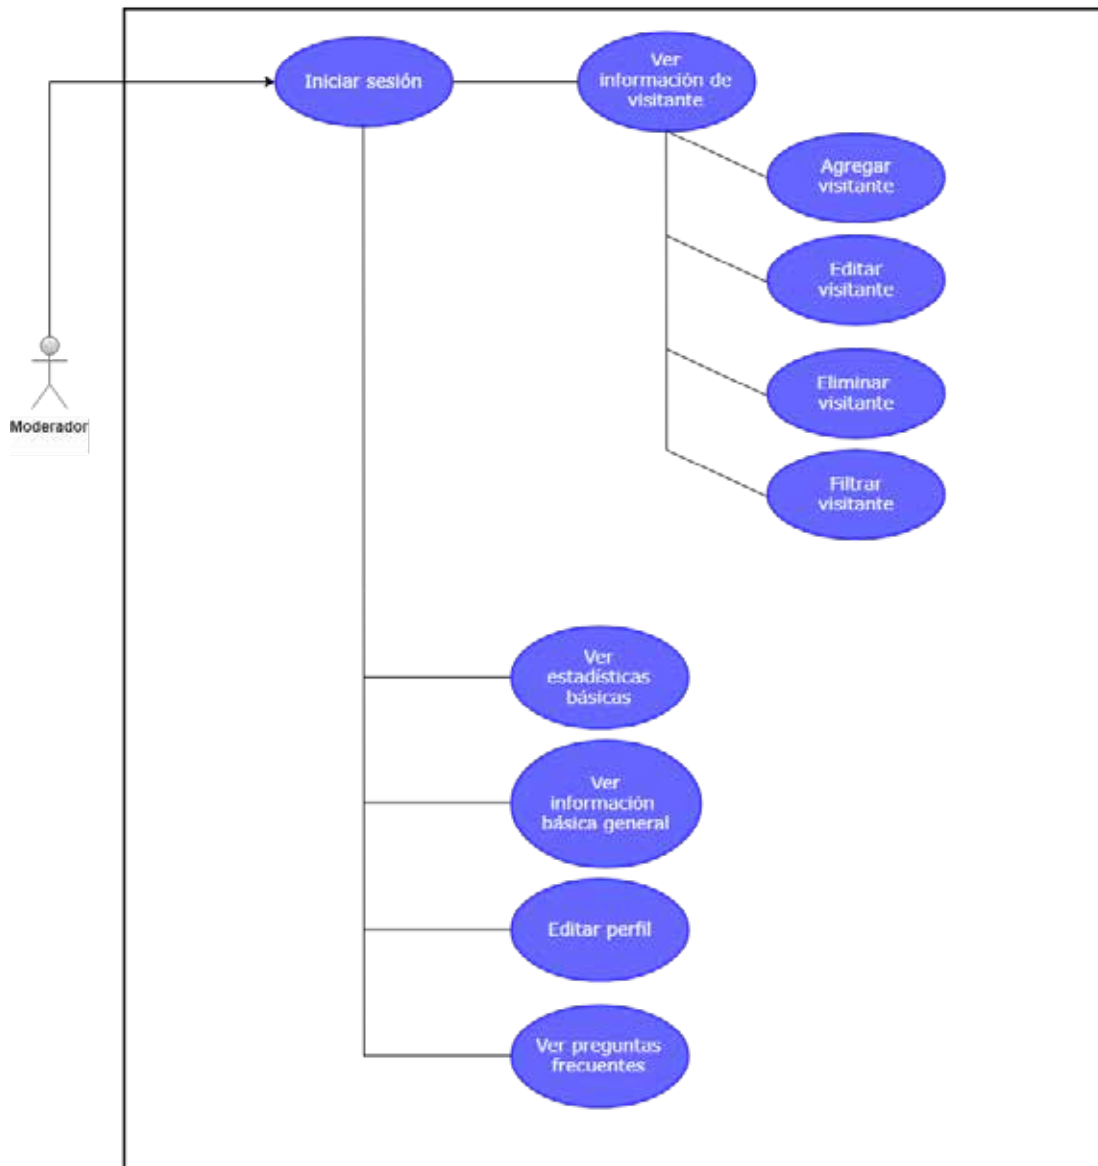 Iniciar sesión
Ver
información de
visitante
Agregar
visitante
Editar
visitante
Eliminar
visitante
Filtrar
visitante
Moderador
Ver
estadísticas
básicas
Ver
información
básica general
Editar perfil
Ver preguntas
frecuentes